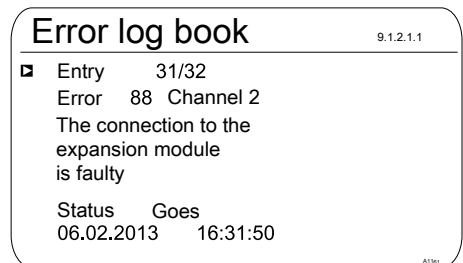 Error log book 9.1.2.1.1
Entry 31/32
Error 88 Channel 2
The connection to the
expansion module
is faulty
Status Goes
06.02.2013 16:31:50